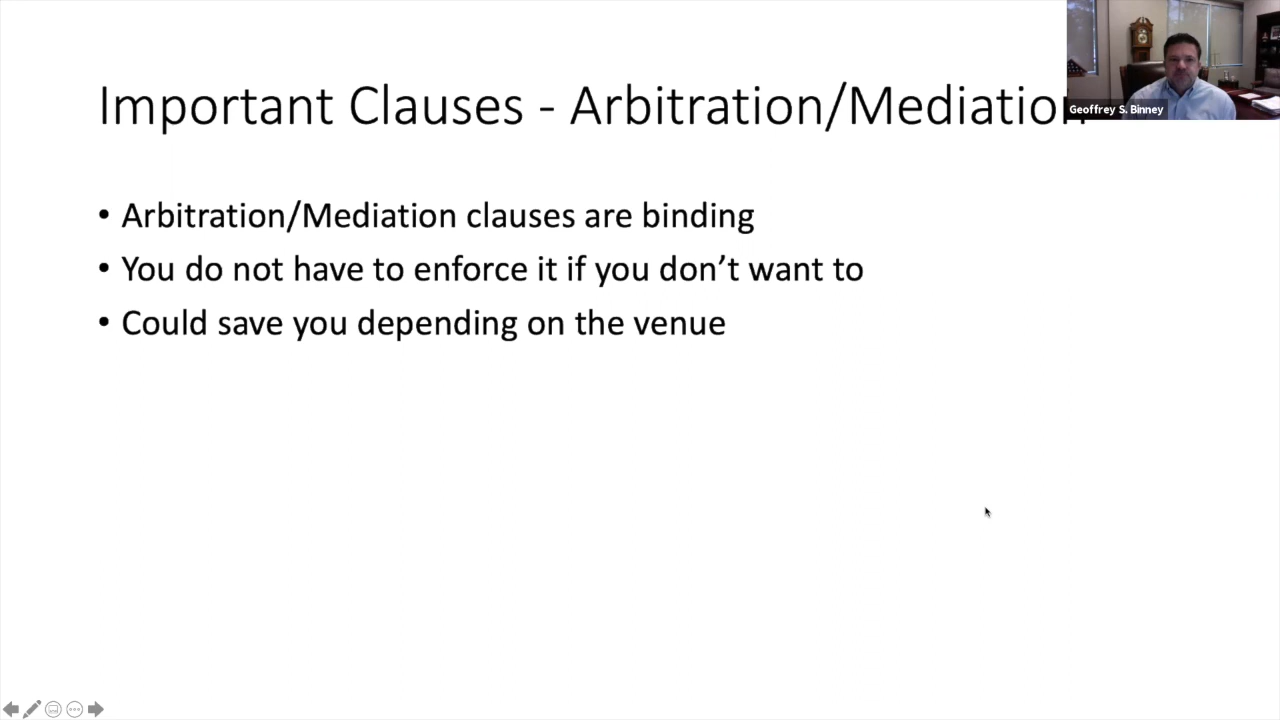 Important Clauses - Arbitration/Mediation
Geoffrey S. Binney
• Arbitration/Mediation clauses are binding
• You do not have to enforce it if you don’t want to
• Could save you depending on the venue